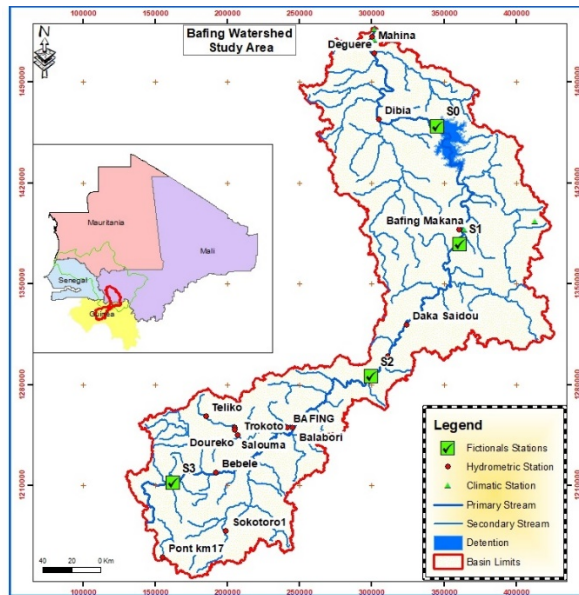 100000 150000 200000 250000 300000 350000 400000
Bafing Watershed
Study Area
N
Mahina
Deguere
Dibia
S0
Bafing Makana
S1
Daka Saidou
S2
Teliko
Trokoto
BAFING
Doureko
Salouma
Balabori
S3
Bebele
Sokotoro1
Pont km17
Mauritania
Mali
Senegal
Guinea
1490000
1420000
1350000
1280000
1210000
1490000
1420000
1350000
1280000
1210000
Legend
Fictionals Stations
Hydrometric Station
Climatic Station
Primary Stream
Secondary Stream
Detention
Basin Limits
40 20 0 Km
100000 150000 200000 250000 300000 350000 400000